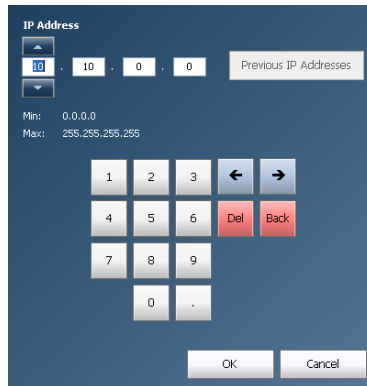 IP Address
10 . 10 . 0 . 0 Previous IP Addresses
Min: 0.0.0.0
Max: 255.255.255.255
1 2 3 ← →
4 5 6 Del Back
7 8 9
0 .
OK Cancel